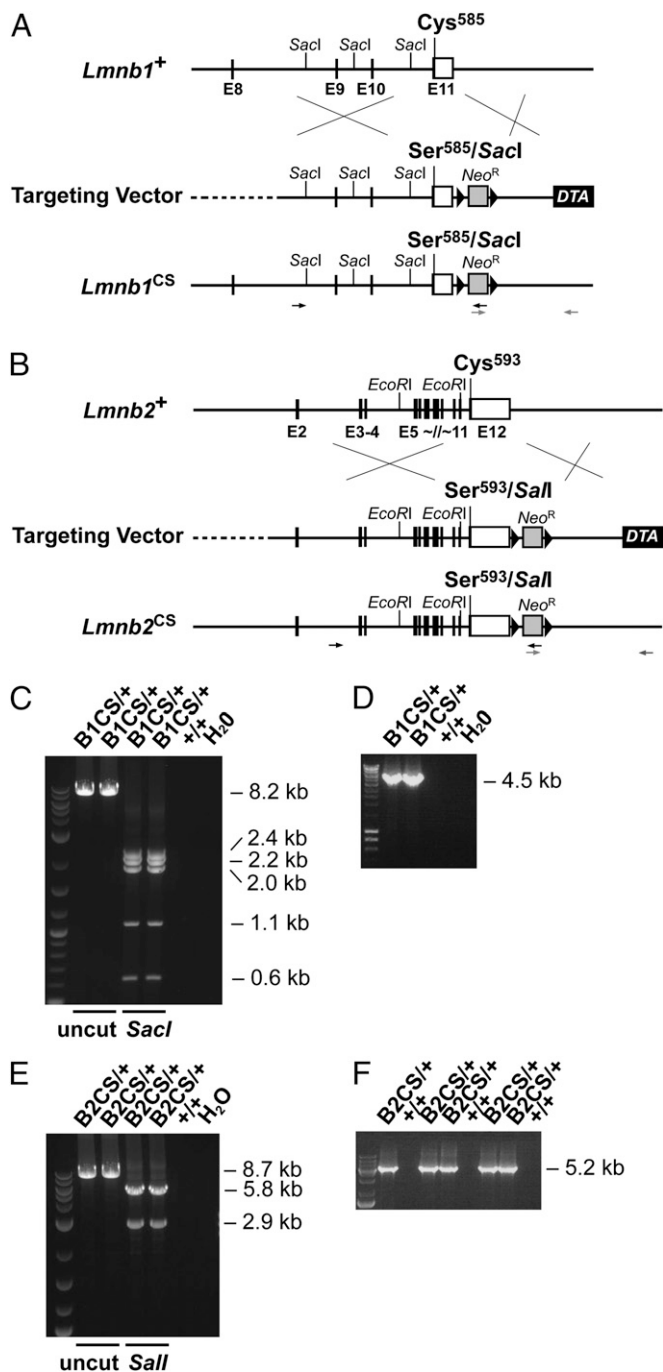 A
Cys585
SacI SacI SacI
Lmnb1+
E8 E9 E10 E11
Ser585/SacI
SacI SacI SacI NeoR
Targeting Vector DTA
Ser585/SacI
SacI SacI SacI NeoR
Lmnb1CS
B
Cys593
EcoRI EcoRI
Lmnb2+
E2 E3-4 E5 ~//~11 E12
Ser593/SalI
EcoRI EcoRI NeoR
Targeting Vector DTA
Ser593/SalI
EcoRI EcoRI NeoR
Lmnb2CS
C
B1CS/+ B1CS/+ B1CS/+ B1CS/+ +/+ H20
– 8.2 kb
2.4 kb
– 2.2 kb
2.0 kb
– 1.1 kb
– 0.6 kb
uncut SacI
D
B1CS/+ B1CS/+ +/+ H20
– 4.5 kb
E
B2CS/+ B2CS/+ B2CS/+ B2CS/+ +/+ H2O
– 8.7 kb
– 5.8 kb
– 2.9 kb
uncut SalI
F
B2CS/+ +/+ B2CS/+ B2CS/+ +/+ B2CS/+ B2CS/+ +/+
– 5.2 kb